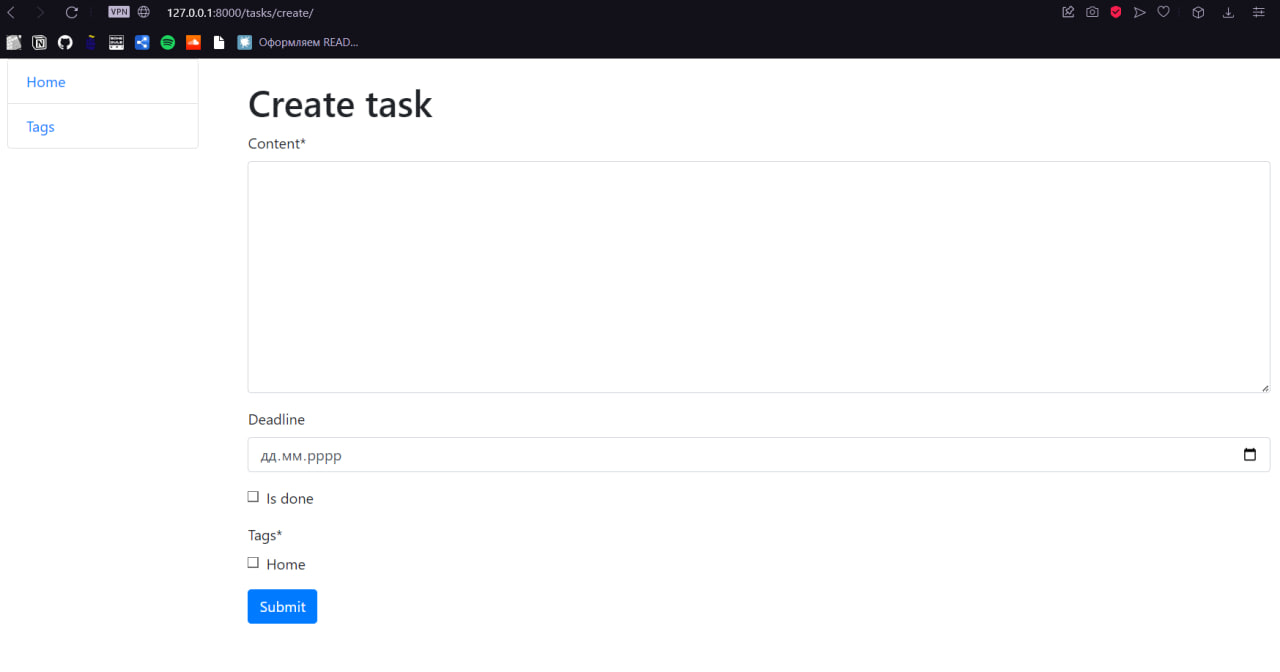 VPN 127.0.0.1:8000/tasks/create/
Оформляем READ...
Home
Tags
Create task
Content*
Deadline
дд.мм.рррр
Is done
Tags*
Home
Submit